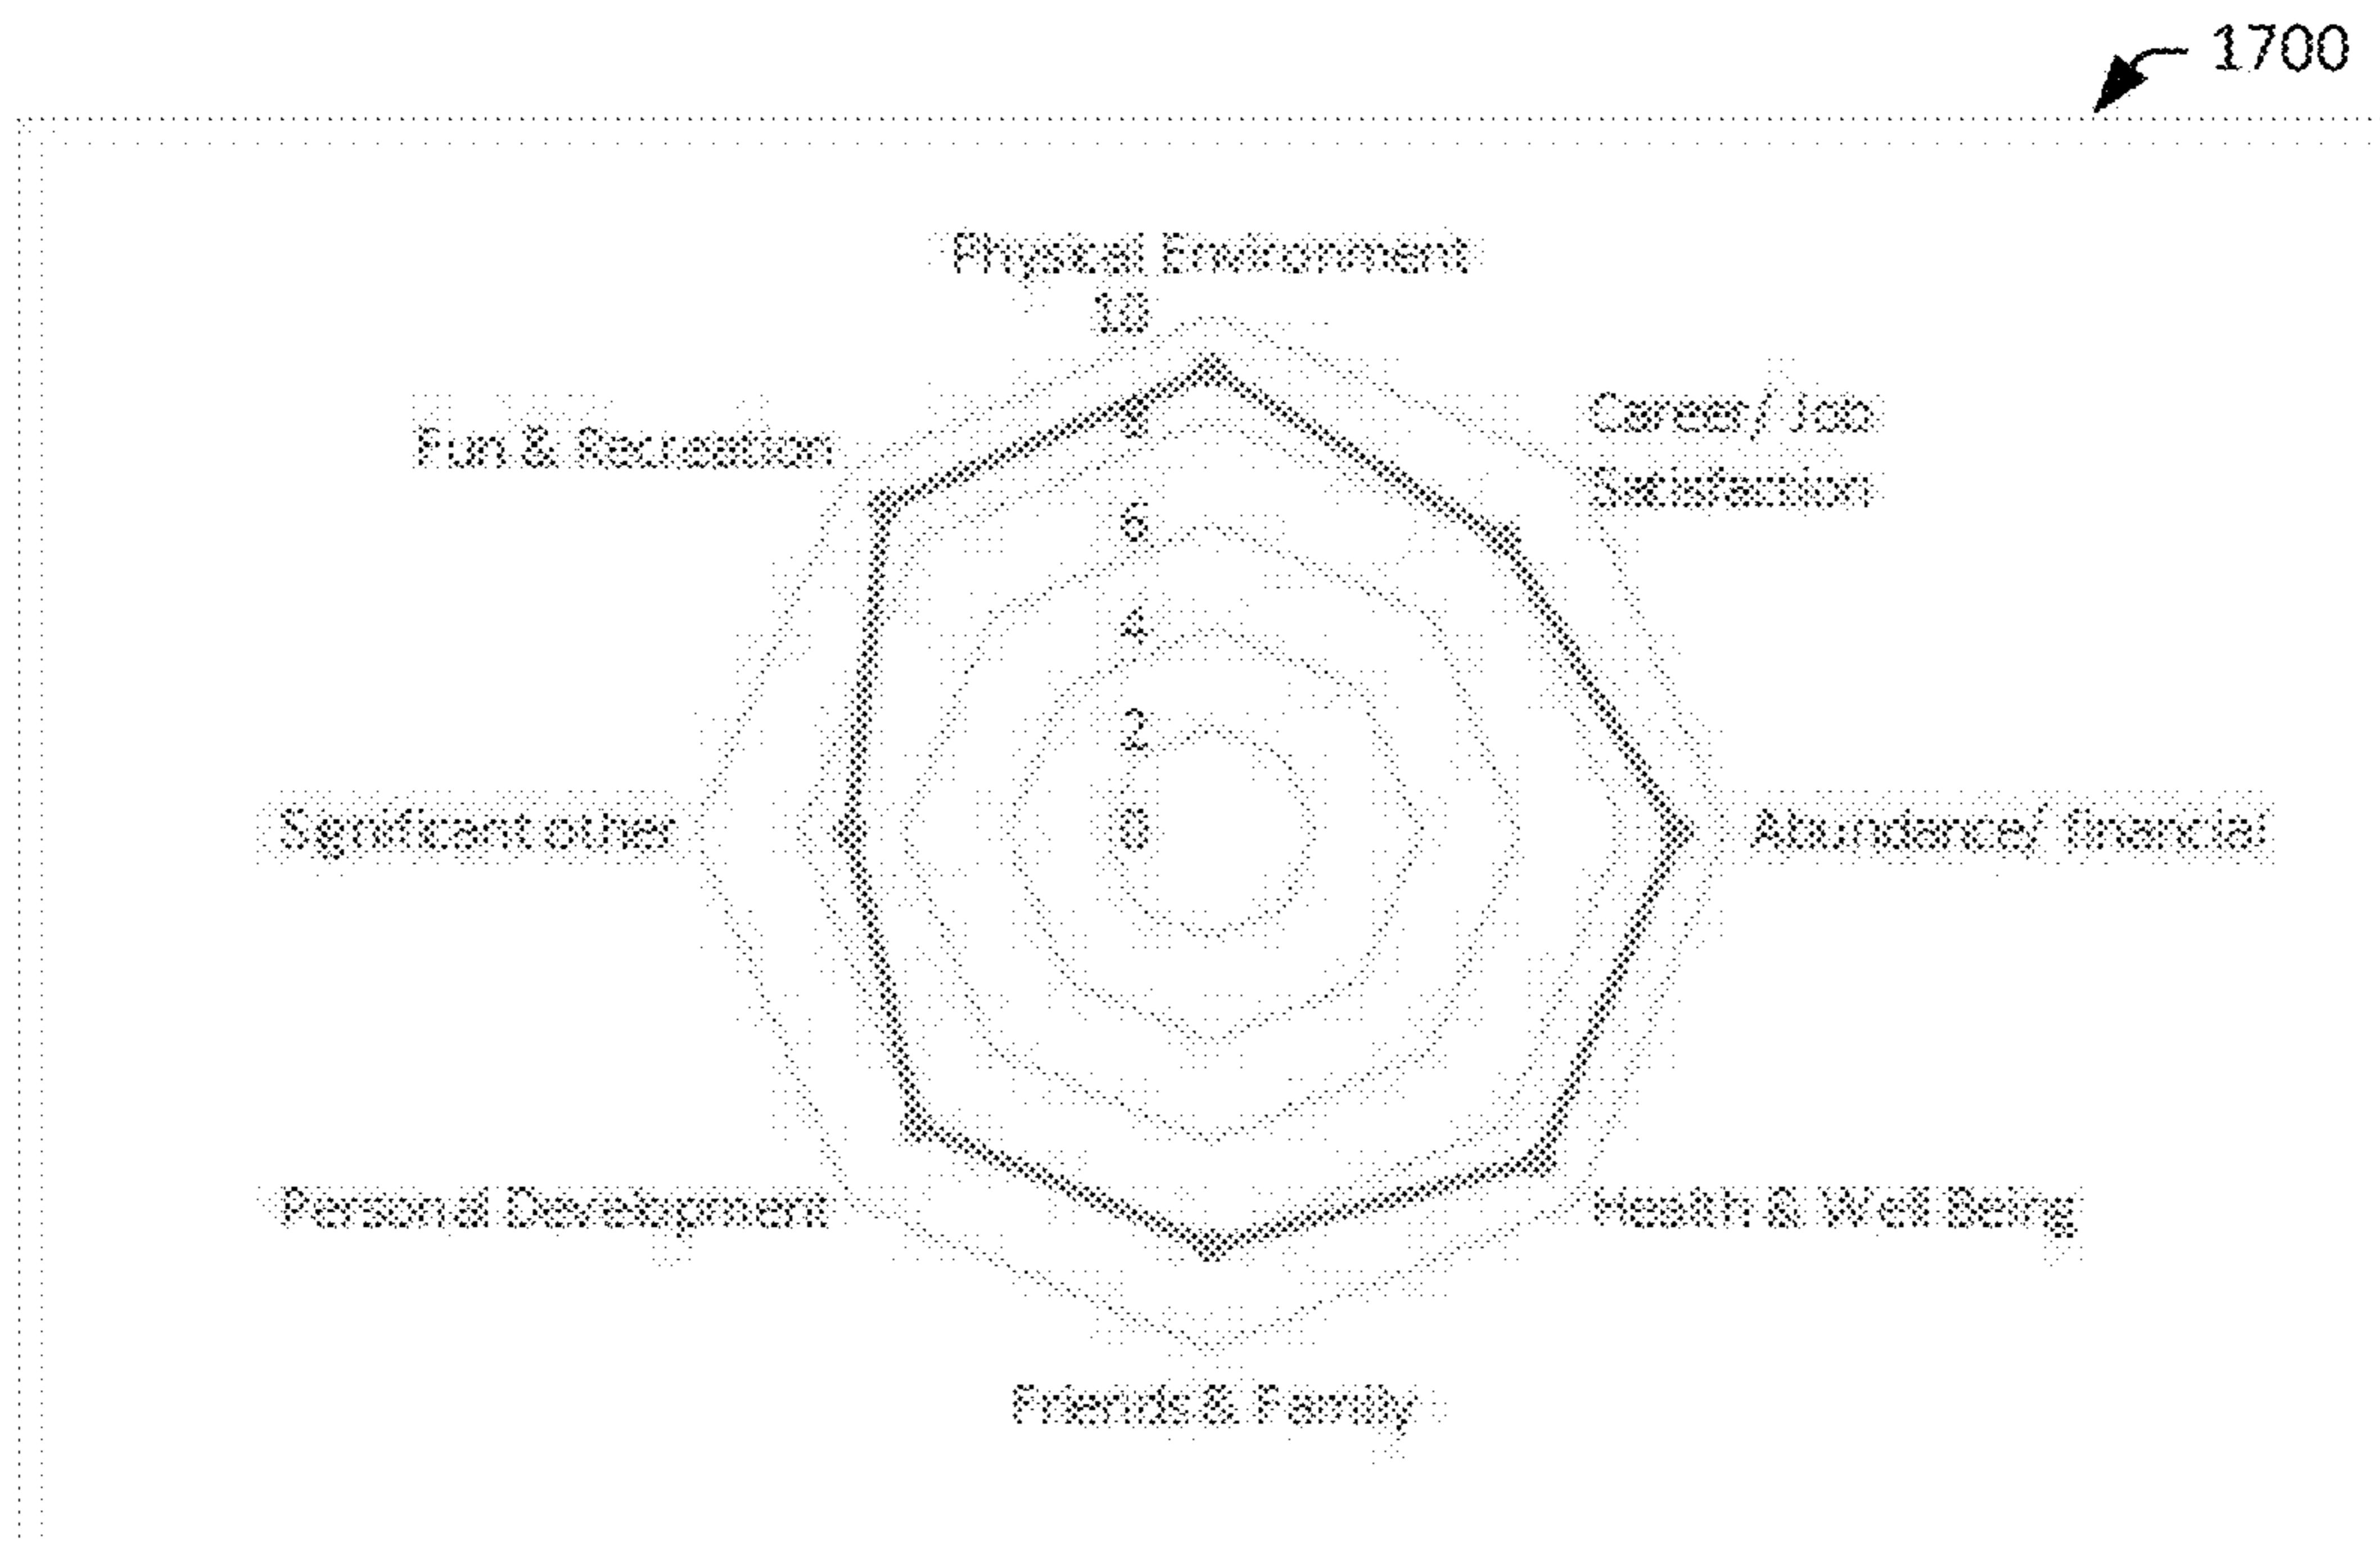 1700
Physical Environment
10
Career/ Job
Satisfaction
Fun & Recreation
8
6
4
2
0
Significant other
Abundance/ financial
Personal Development
Health & Well Being
Friends & Family